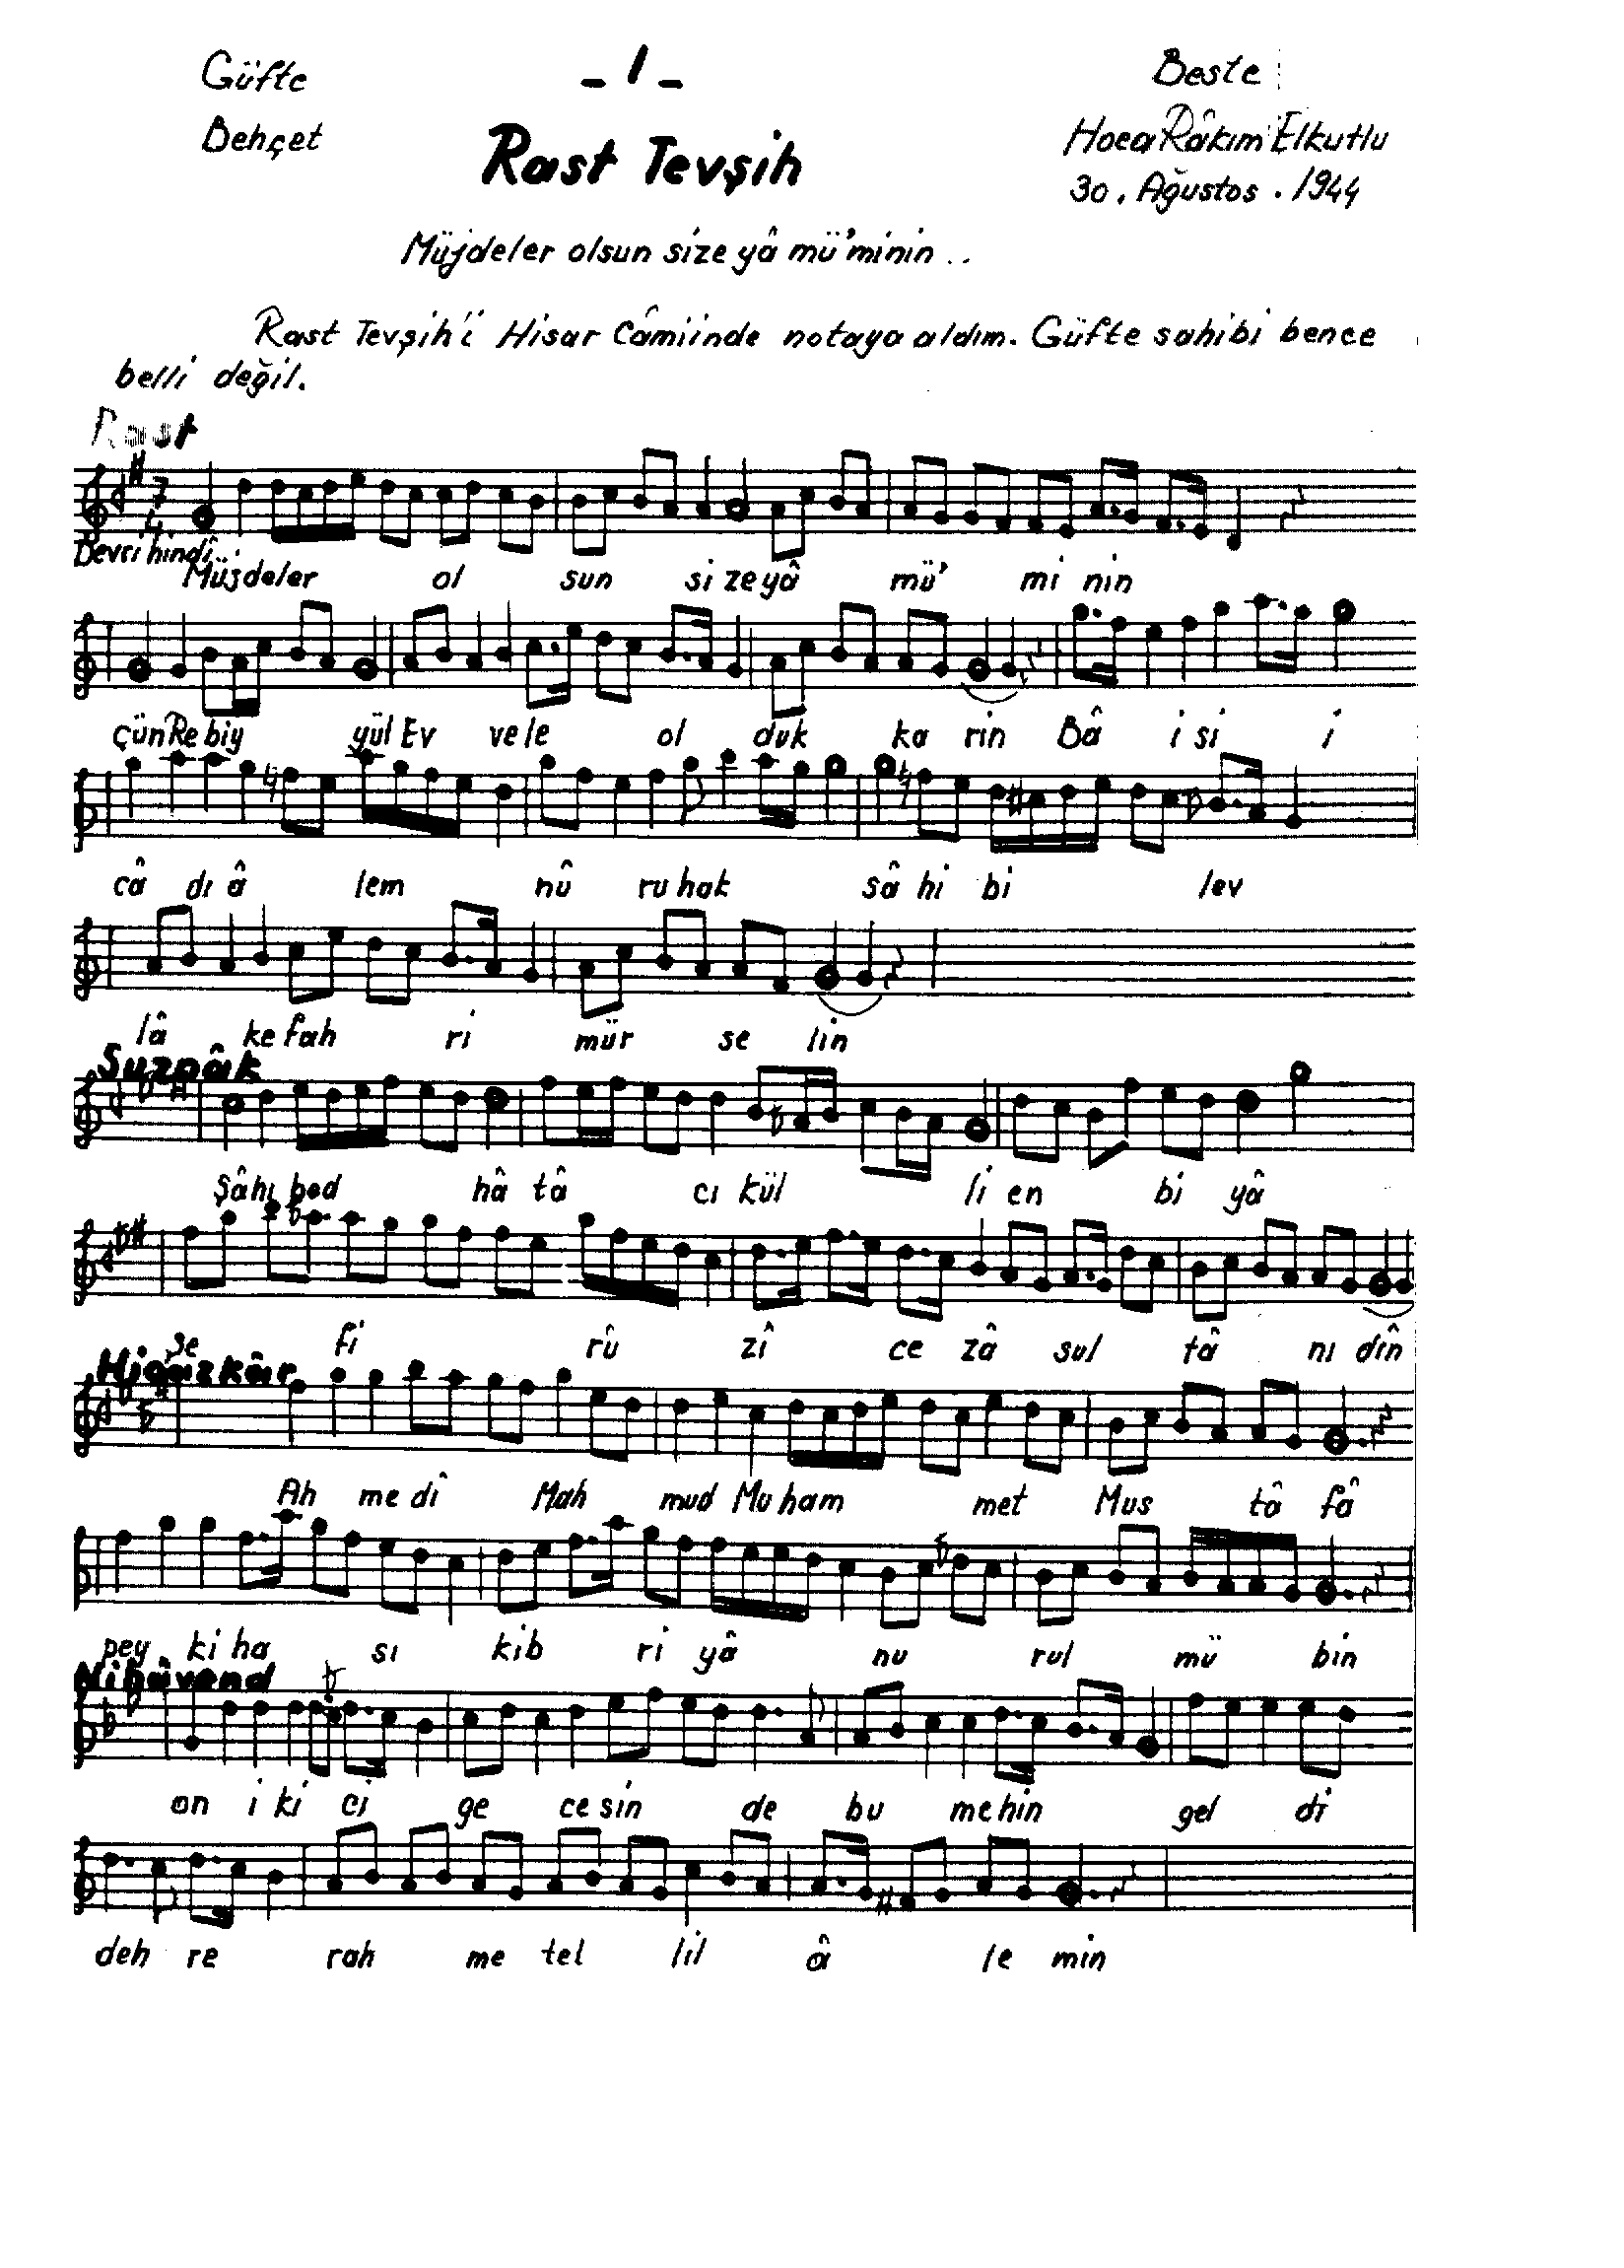 Güfte
- 1 -
Beste
Behçet
Rast Tevşih
Hoca Râkım Elkutlu
30. Ağustos . 1944
Müjdeler olsun size yâ mü'minin ..
Rast Tevşih'i Hisar Câmiinde notaya aldım. Güfte sahibi bence
belli değil.
Rast
7
4
Devri hindî
Müjdeler ol sun si ze yâ mü' mi nin
çün Re biy yül Ev ve le ol duk ka rin Bâ i si i
câ dı â lem nû ru hak sâ hi bi lev
lâ ke fah ri mür se lin
Suznâk
Şâhı bed hâ tâ cı kül li en bi yâ
şe fi rû zî ce zâ sul tâ nı dîn
Hicazkâr
Ah me dî Mah mud Mu ham met Mus tâ fâ
pey ki ha sı kib ri yâ nu rul mü bin
Nihâvend
on i ki ci ge ce sin de bu me hin gel di
deh re rah me tel lil â le min